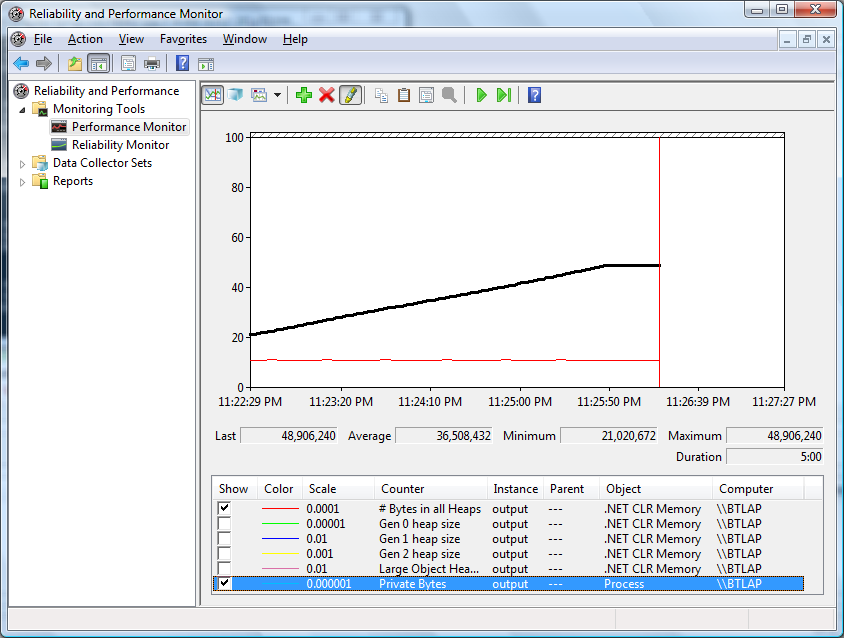 Reliability and Performance Monitor
File Action View Favorites Window Help
Reliability and Performance
Monitoring Tools
Performance Monitor
Reliability Monitor
Data Collector Sets
Reports
100
80
60
40
20
0
11:22:29 PM 11:23:20 PM 11:24:10 PM 11:25:00 PM 11:25:50 PM 11:26:39 PM 11:27:27 PM
Last 48,906,240 Average 36,508,432 Minimum 21,020,672 Maximum 48,906,240
Duration 5:00
Show Color Scale Counter Instance Parent Object Computer
0.0001 # Bytes in all Heaps output --- .NET CLR Memory \\BTLAP
0.00001 Gen 0 heap size output --- .NET CLR Memory \\BTLAP
0.01 Gen 1 heap size output --- .NET CLR Memory \\BTLAP
0.001 Gen 2 heap size output --- .NET CLR Memory \\BTLAP
0.01 Large Object Hea... output --- .NET CLR Memory \\BTLAP
0.000001 Private Bytes output --- Process \\BTLAP